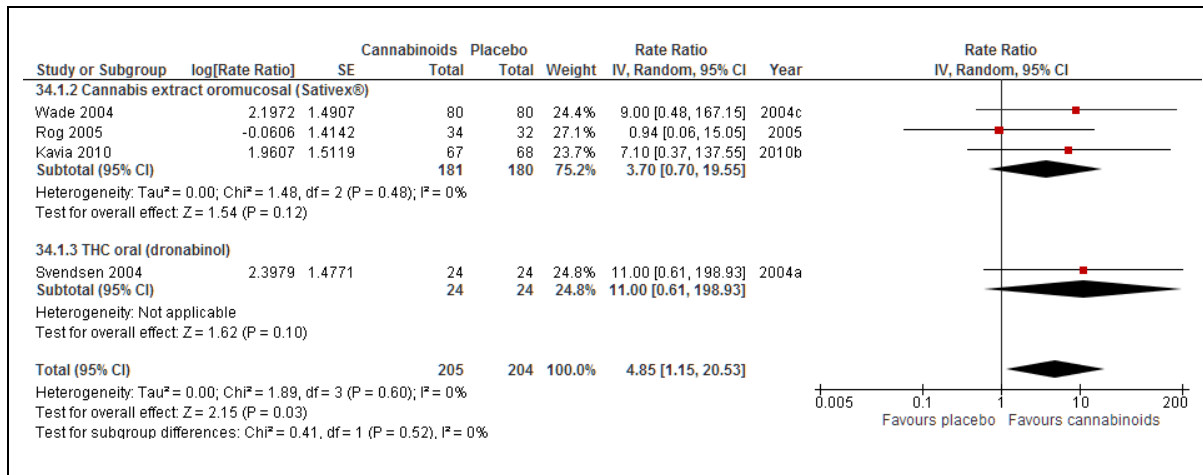 Cannabinoids Placebo Rate Ratio Rate Ratio
Study or Subgroup log[Rate Ratio] SE Total Total Weight IV, Random, 95% CI Year IV, Random, 95% CI
34.1.2 Cannabis extract oromucosal (Sativex®)
Wade 2004 2.1972 1.4907 80 80 24.4% 9.00 [0.48, 167.15] 2004c
Rog 2005 -0.0606 1.4142 34 32 27.1% 0.94 [0.06, 15.05] 2005
Kavia 2010 1.9607 1.5119 67 68 23.7% 7.10 [0.37, 137.55] 2010b
Subtotal (95% CI) 181 180 75.2% 3.70 [0.70, 19.55]
Heterogeneity: Tau² = 0.00; Chi² = 1.48, df = 2 (P = 0.48); I² = 0%
Test for overall effect: Z = 1.54 (P = 0.12)
34.1.3 THC oral (dronabinol)
Svendsen 2004 2.3979 1.4771 24 24 24.8% 11.00 [0.61, 198.93] 2004a
Subtotal (95% CI) 24 24 24.8% 11.00 [0.61, 198.93]
Heterogeneity: Not applicable
Test for overall effect: Z = 1.62 (P = 0.10)
Total (95% CI) 205 204 100.0% 4.85 [1.15, 20.53]
Heterogeneity: Tau² = 0.00; Chi² = 1.89, df = 3 (P = 0.60); I² = 0%
Test for overall effect: Z = 2.15 (P = 0.03)
Test for subgroup differences: Chi² = 0.41, df = 1 (P = 0.52), I² = 0%
0.005 0.1 1 10 200
Favours placebo Favours cannabinoids